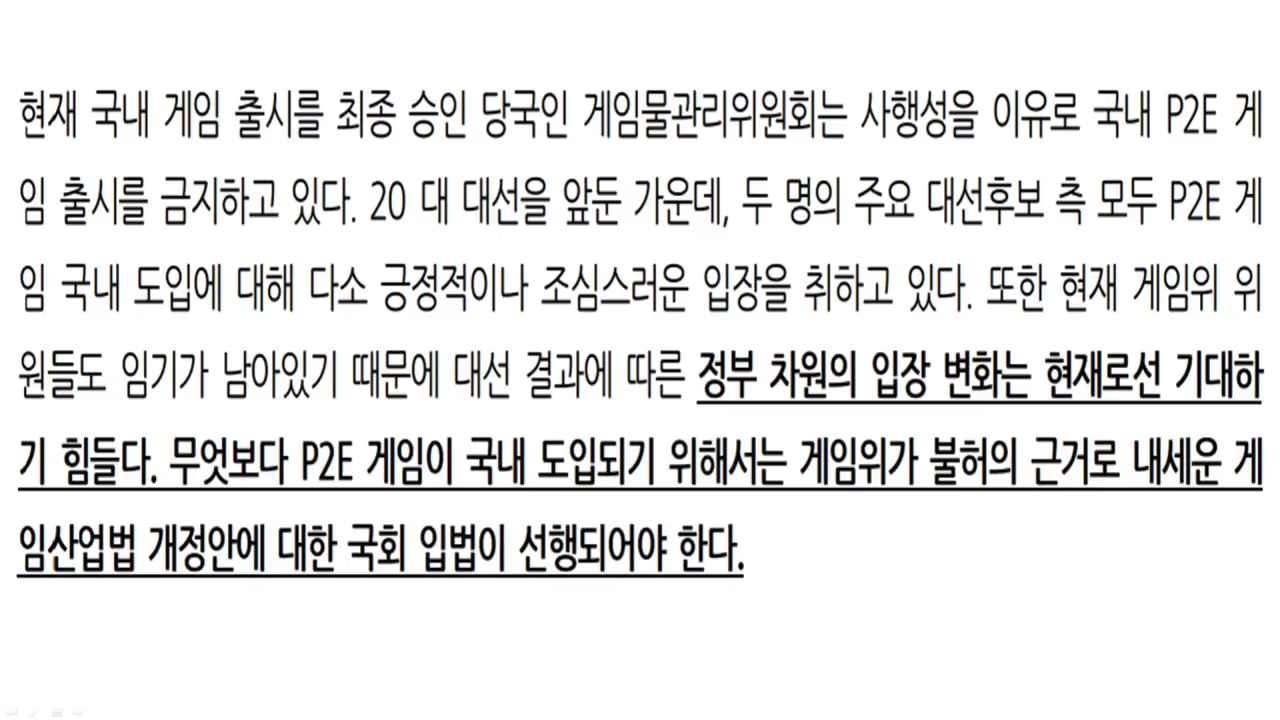 현재 국내 게임 출시를 최종 승인 당국인 게임물관리위원회는 사행성을 이유로 국내 P2E 게
임 출시를 금지하고 있다. 20 대 대선을 앞둔 가운데, 두 명의 주요 대선후보 측 모두 P2E 게
임 국내 도입에 대해 다소 긍정적이나 조심스러운 입장을 취하고 있다. 또한 현재 게임위 위
원들도 임기가 남아있기 때문에 대선 결과에 따른 정부 차원의 입장 변화는 현재로선 기대하
기 힘들다. 무엇보다 P2E 게임이 국내 도입되기 위해서는 게임위가 불허의 근거로 내세운 게
임산업법 개정안에 대한 국회 입법이 선행되어야 한다.